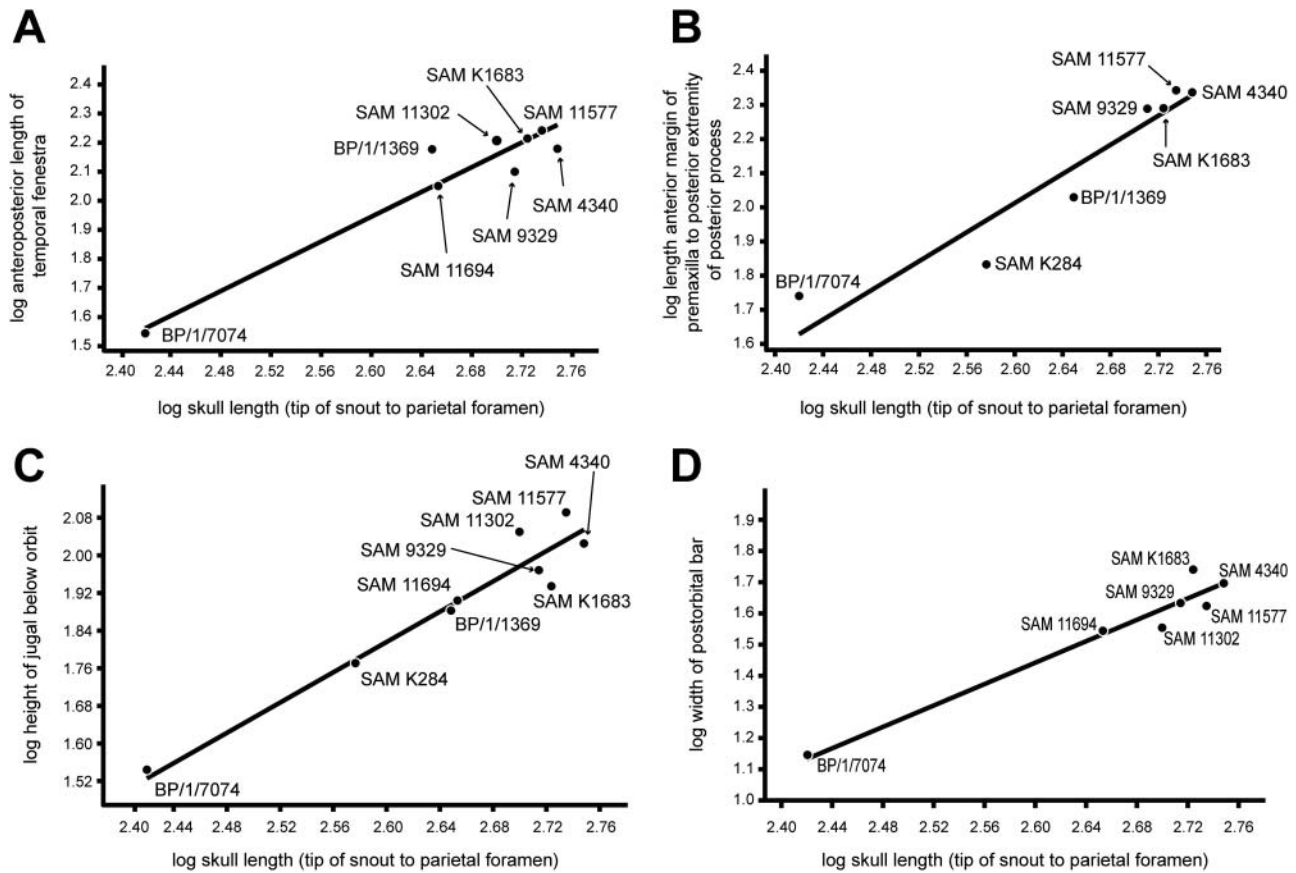 A
log anteroposterior length of
temporal fenestra
2.4
2.3
2.2
2.1
2.0
1.9
1.8
1.7
1.6
1.5
SAM K1683
SAM 11302
SAM 11577
BP/1/1369
SAM 4340
SAM 9329
SAM 11694
BP/1/7074
2.40 2.44 2.52 2.56 2.60 2.64 2.68 2.72 2.76
log skull length (tip of snout to parietal foramen)
B
log length anterior margin of
premaxilla to posterior extremity
of posterior process
2.4
2.3
2.2
2.1
2.0
1.9
1.8
1.7
1.6
SAM 11577
SAM 4340
SAM 9329
SAM K1683
BP/1/1369
SAM K284
BP/1/7074
2.40 2.44 2.48 2.52 2.56 2.60 2.64 2.68 2.72 2.76
log skull length (tip of snout to parietal foramen)
C
log height of jugal below orbit
2.08
2.00
1.92
1.84
1.76
1.68
1.60
1.52
SAM 4340
SAM 11577
SAM 11302
SAM 9329
SAM 11694
SAM K1683
BP/1/1369
SAM K284
BP/1/7074
2.40 2.44 2.48 2.52 2.56 2.60 2.64 2.68 2.72 2.76
log skull length (tip of snout to parietal foramen)
D
log width of postorbital bar
1.9
1.8
1.7
1.6
1.5
1.4
1.3
1.2
1.1
1.0
SAM K1683
SAM 4340
SAM 9329
SAM 11577
SAM 11694
SAM 11302
BP/1/7074
2.40 2.44 2.48 2.52 2.56 2.60 2.64 2.68 2.72 2.76
log skull length (tip of snout to parietal foramen)